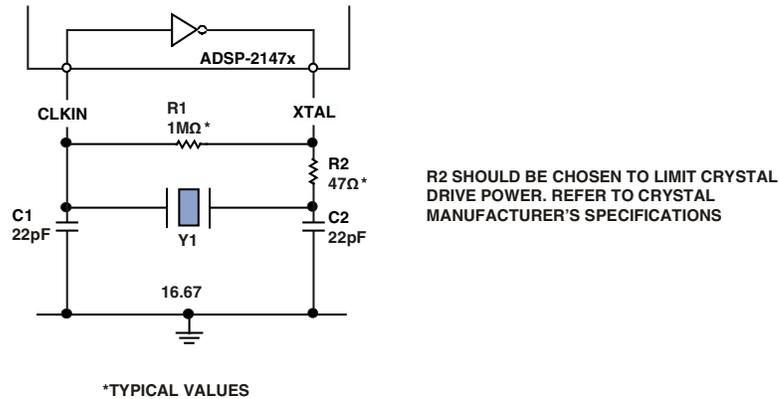 ADSP-2147x
CLKIN
R1
1MΩ*
XTAL
R2
47Ω*
R2 SHOULD BE CHOSEN TO LIMIT CRYSTAL
DRIVE POWER. REFER TO CRYSTAL
MANUFACTURER'S SPECIFICATIONS
C1
22pF
Y1
C2
22pF
16.67
*TYPICAL VALUES